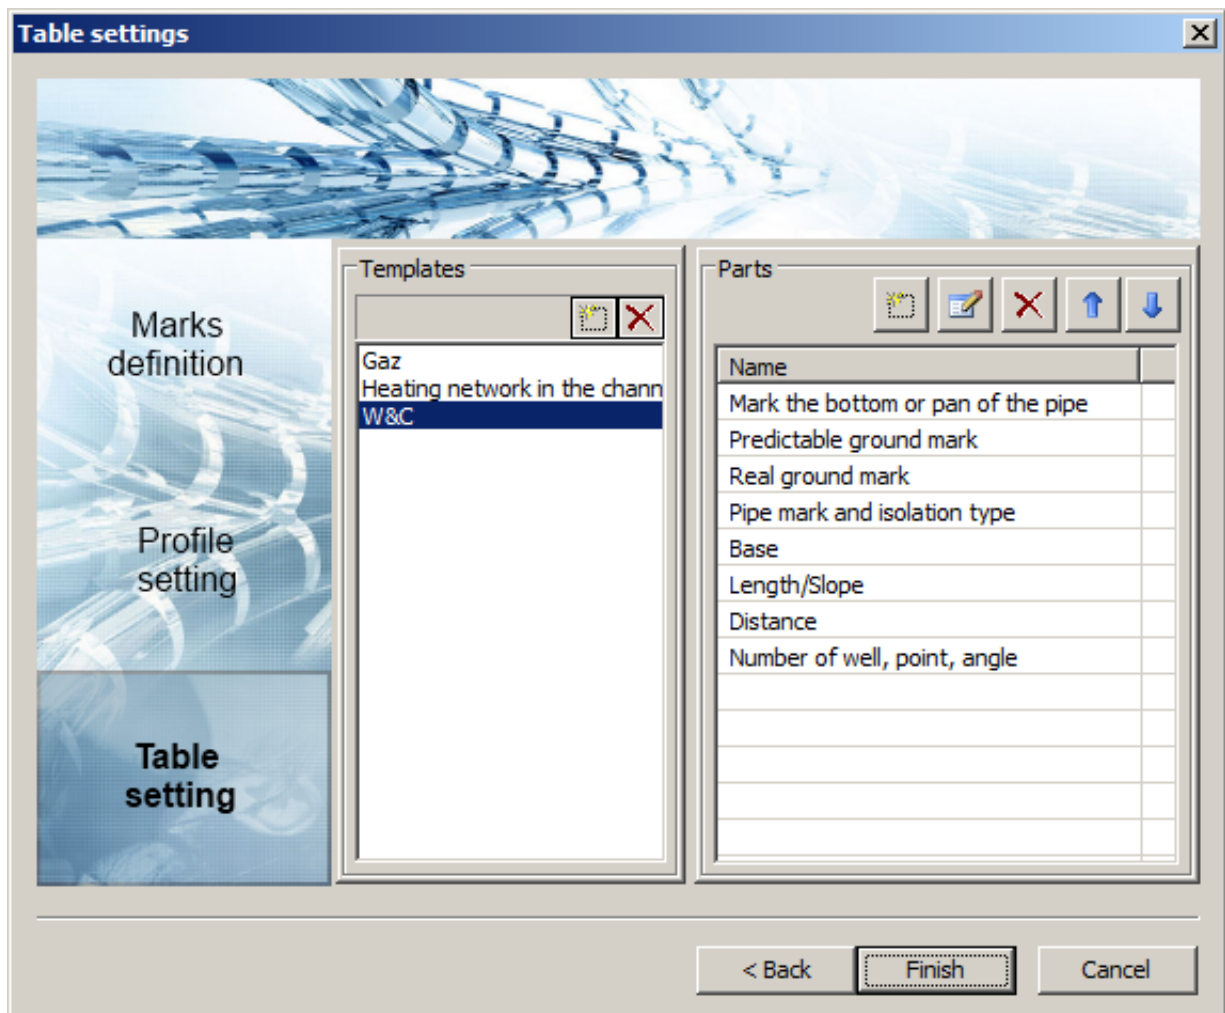 Table settings
Marks
definition
Profile
setting
Table
setting
Templates
Gaz
Heating network in the chann
W&C
Parts
Name
Mark the bottom or pan of the pipe
Predictable ground mark
Real ground mark
Pipe mark and isolation type
Base
Length/Slope
Distance
Number of well, point, angle
< Back
Finish
Cancel